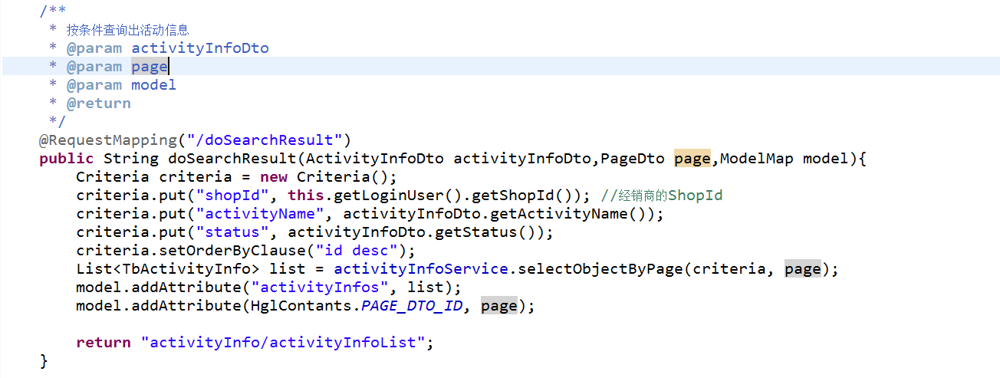 /**
 * 按条件查询出活动信息
 * @param activityInfoDto
 * @param page
 * @param model
 * @return
 */
@RequestMapping("/doSearchResult")
public String doSearchResult(ActivityInfoDto activityInfoDto,PageDto page,ModelMap model){
    Criteria criteria = new Criteria();
    criteria.put("shopId", this.getLoginUser().getShopId()); //经销商的ShopId
    criteria.put("activityName", activityInfoDto.getActivityName());
    criteria.put("status", activityInfoDto.getStatus());
    criteria.setOrderByClause("id desc");
    List<TbActivityInfo> list = activityInfoService.selectObjectByPage(criteria, page);
    model.addAttribute("activityInfos", list);
    model.addAttribute(HglContants.PAGE_DTO_ID, page);
    return "activityInfo/activityInfoList";
}